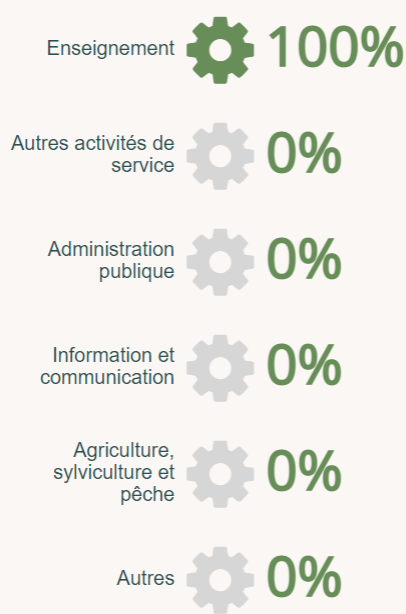 Enseignement 100%
Autres activités de
service 0%
Administration
publique 0%
Information et
communication 0%
Agriculture,
sylviculture et
pêche 0%
Autres 0%